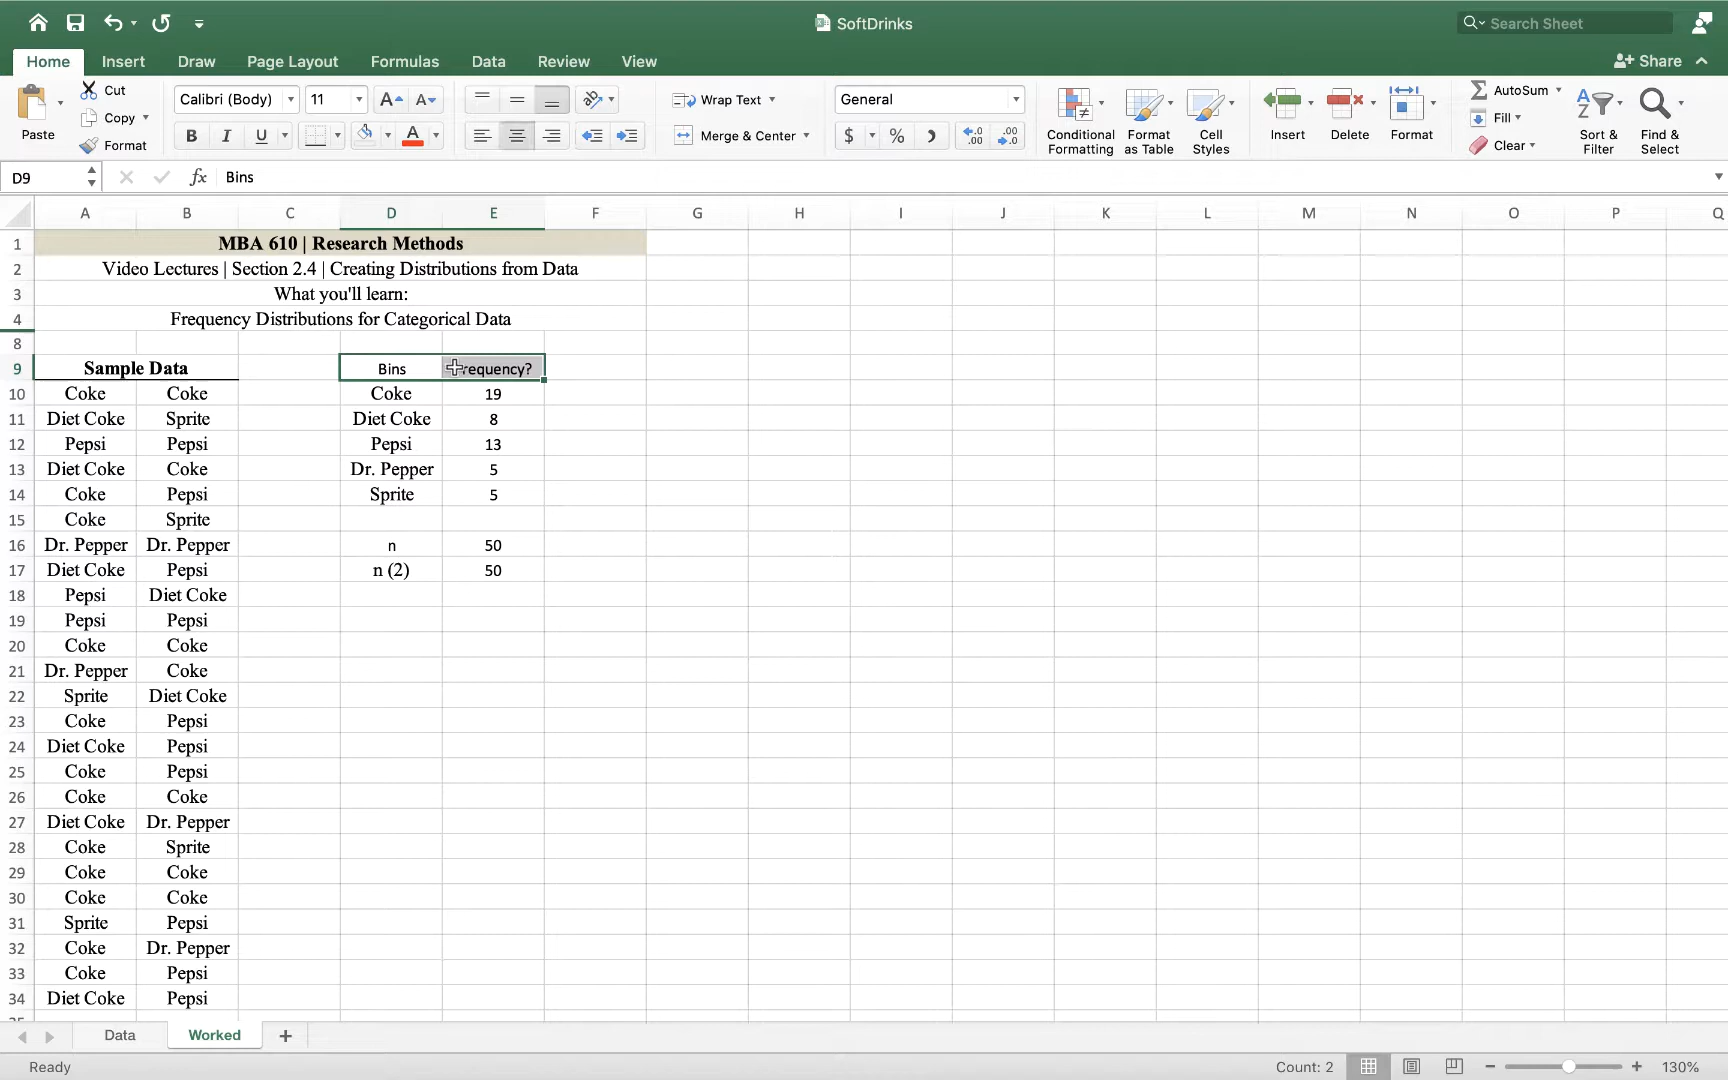 SoftDrinks
Search Sheet
Home Insert Draw Page Layout Formulas Data Review View
Share
Paste
Cut
Copy
Format
Calibri (Body) 11
B I U
Wrap Text
Merge & Center
General
$ %
Conditional Formatting
Format as Table
Cell Styles
Insert
Delete
Format
AutoSum
Fill
Clear
Sort & Filter
Find & Select
D9 fx Bins
A B C D E F G H I J K L M N O P Q
1 MBA 610 | Research Methods
2 Video Lectures | Section 2.4 | Creating Distributions from Data
3 What you'll learn:
4 Frequency Distributions for Categorical Data
8
9 Sample Data Bins requency?
10 Coke Coke Coke 19
11 Diet Coke Sprite Diet Coke 8
12 Pepsi Pepsi Pepsi 13
13 Diet Coke Coke Dr. Pepper 5
14 Coke Pepsi Sprite 5
15 Coke Sprite
16 Dr. Pepper Dr. Pepper n 50
17 Diet Coke Pepsi n (2) 50
18 Pepsi Diet Coke
19 Pepsi Pepsi
20 Coke Coke
21 Dr. Pepper Coke
22 Sprite Diet Coke
23 Coke Pepsi
24 Diet Coke Pepsi
25 Coke Pepsi
26 Coke Coke
27 Diet Coke Dr. Pepper
28 Coke Sprite
29 Coke Coke
30 Coke Coke
31 Sprite Pepsi
32 Coke Dr. Pepper
33 Coke Pepsi
34 Diet Coke Pepsi
Data Worked
Ready Count: 2 130%